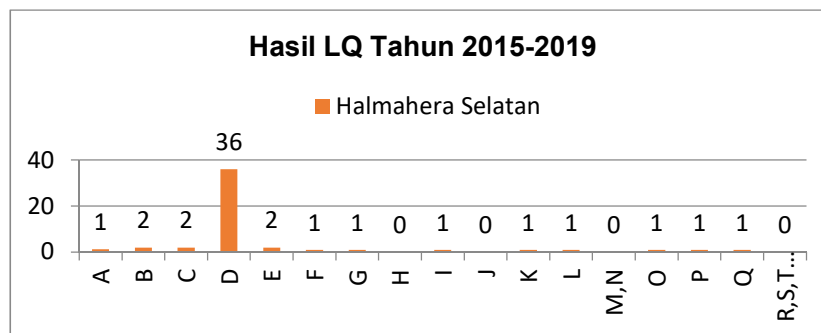 Hasil LQ Tahun 2015-2019
Halmahera Selatan
36
40
20
0
1 2 2 2 1 1 0 1 0 1 1 0 1 1 1 0
A B C D E F G H I J K L M,N O P Q R,S,T...